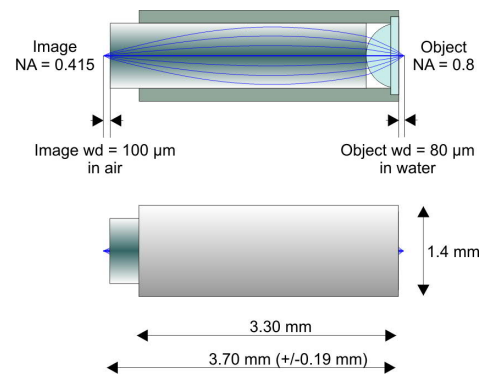 Image
NA = 0.415
Object
NA = 0.8
Image wd = 100 µm
in air
Object wd = 80 µm
in water
1.4 mm
3.30 mm
3.70 mm (+/-0.19 mm)